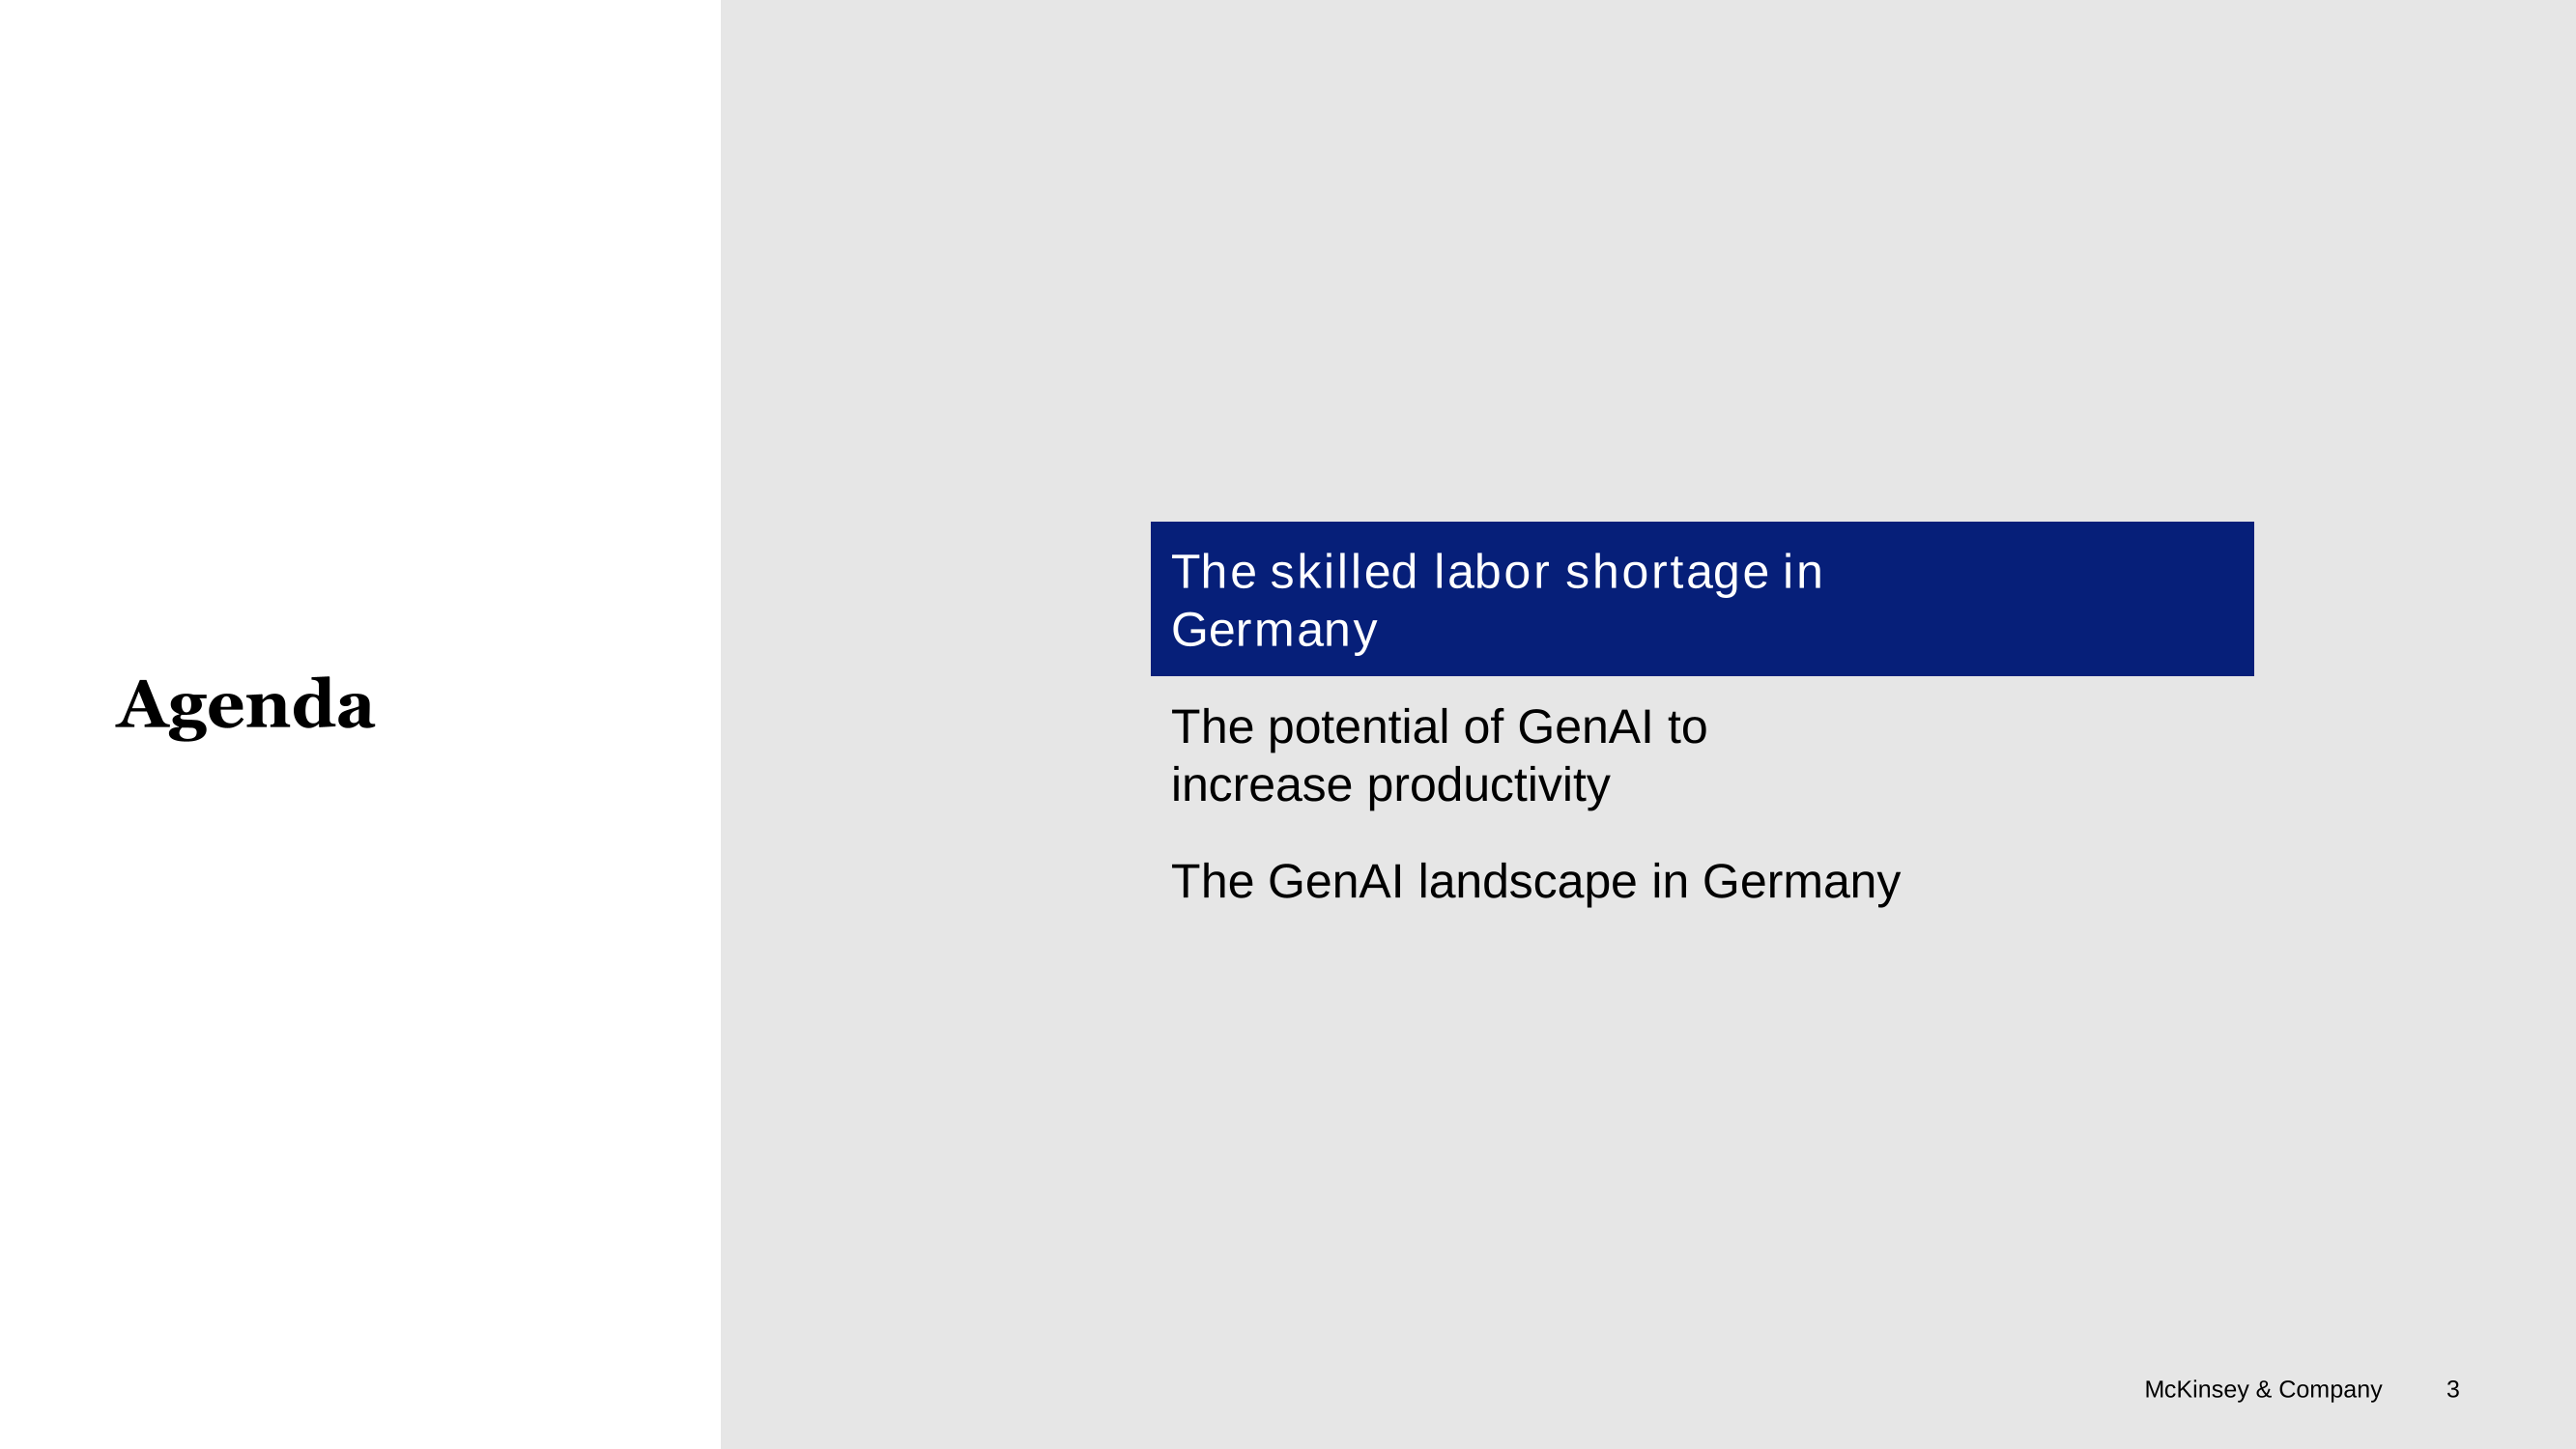 Agenda
The skilled labor shortage in
Germany
The potential of GenAI to
increase productivity
The GenAI landscape in Germany
McKinsey & Company 3